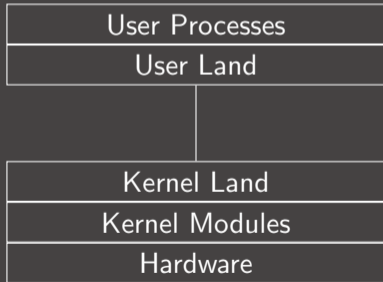 User Processes
User Land
Kernel Land
Kernel Modules
Hardware